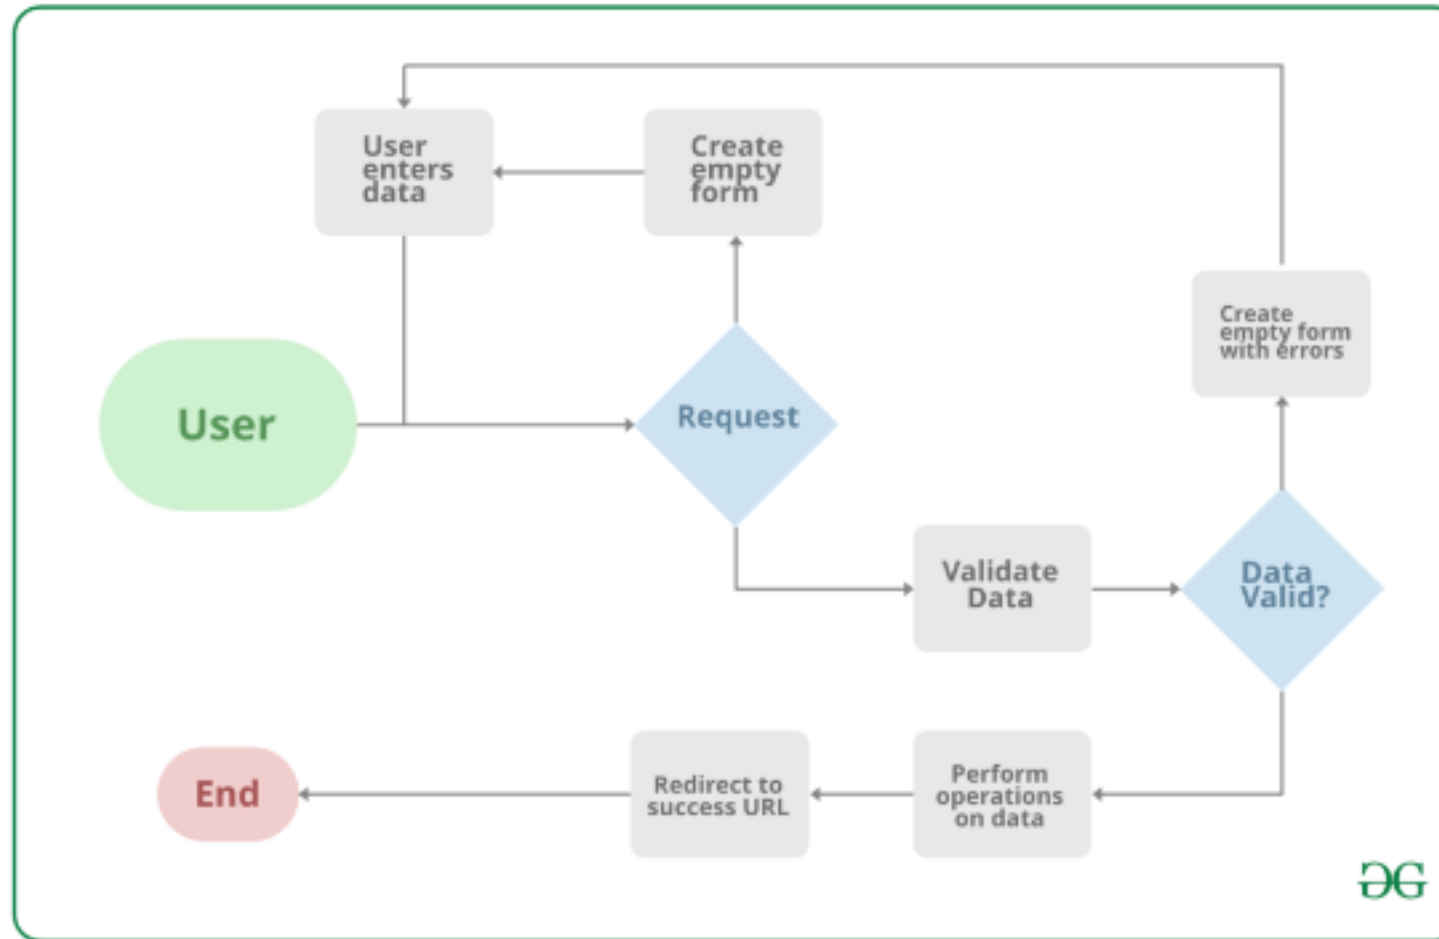 User
enters
data
Create
empty
form
Create
empty form
with errors
User
Request
Validate
Data
Data
Valid?
Perform
operations
on data
Redirect to
success URL
End